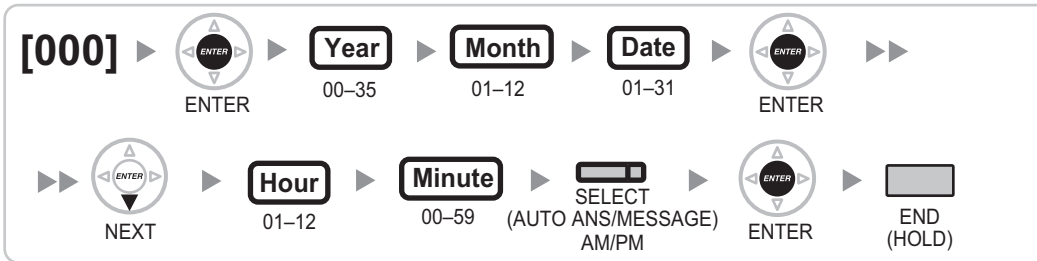 [000] ENTER Year Month Date ENTER
ENTER 00–35 01–12 01–31 ENTER
ENTER Hour Minute ENTER
NEXT 01–12 00–59 SELECT ENTER END
(AUTO ANS/MESSAGE) (HOLD)
AM/PM